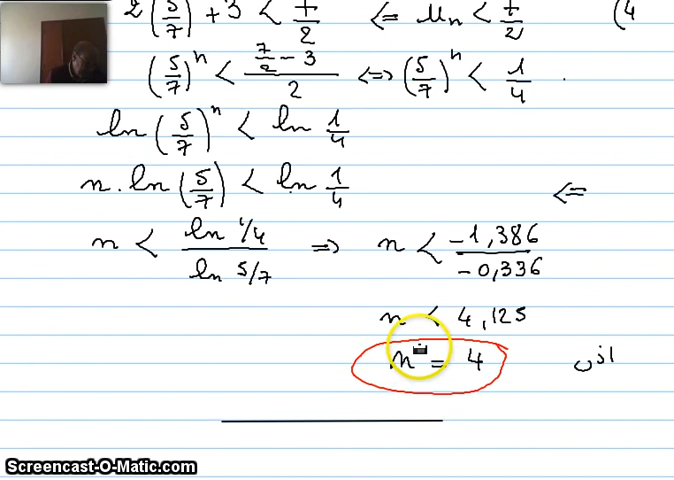 2(5/7) + 3 < 7/2 <= Un < 7/2 (4
(5/7)^n < (7/2 - 3)/2 <=> (5/7)^n < 1/4 .
ln (5/7)^n < ln 1/4
n . ln (5/7) < ln 1/4 <=
n < ln 1/4 / ln 5/7 => n < -1,386 / -0,336
n < 4,125
n = 4 اذن
Screencast-O-Matic.com